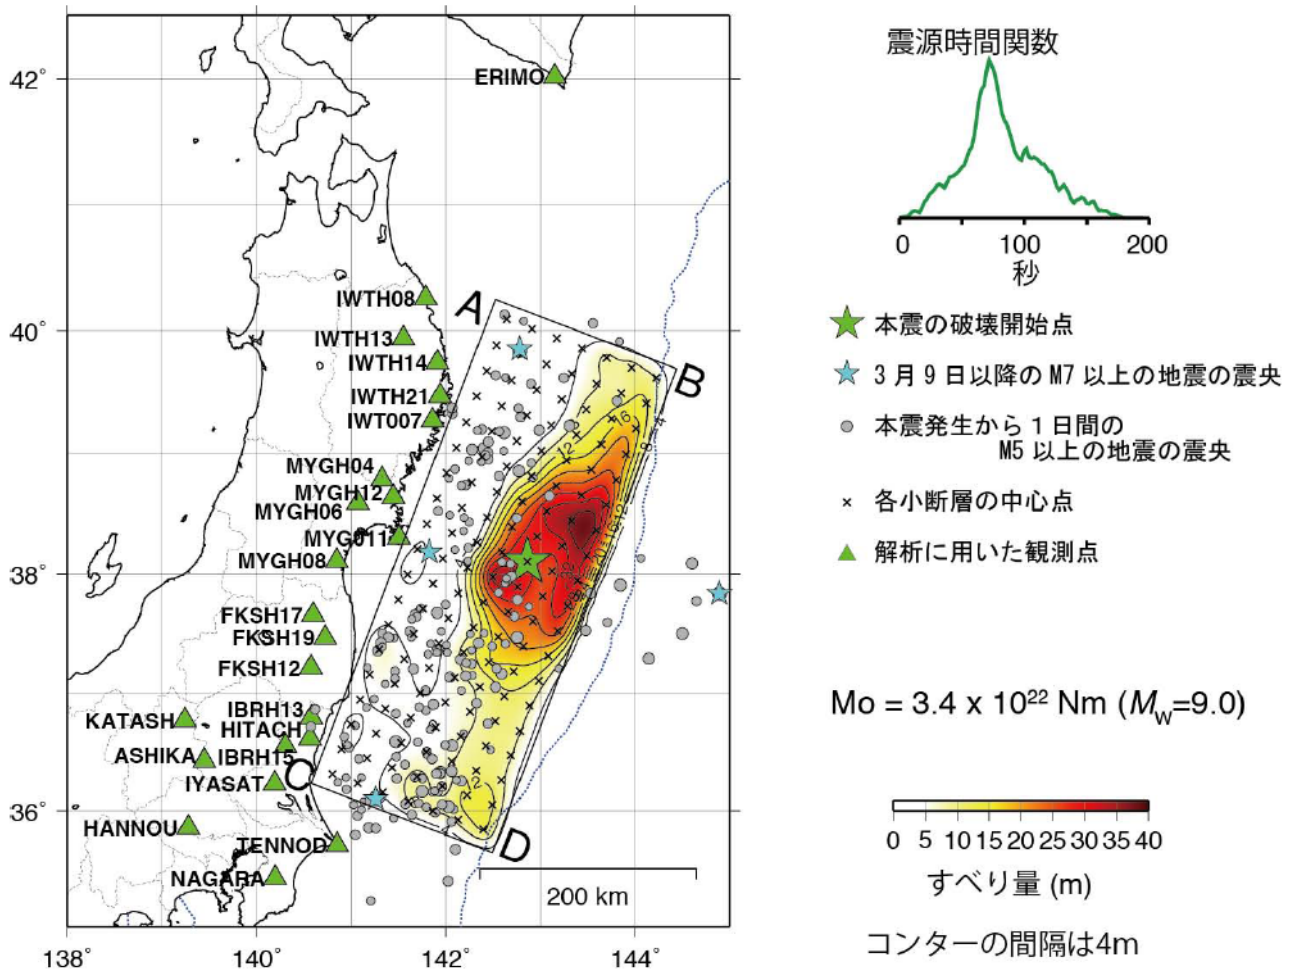 42°
40°
38°
36°
138°
140°
142°
144°
ERIMO
IWTH08
IWTH13
IWTH14
IWTH21
IWT007
MYGH04
MYGH12
MYGH06
MYG011
MYGH08
FKSH17
FKSH19
FKSH12
IBRH13
HITACH
KATASH
ASHIKA
IBRH15
IYASAT
HANNOU
TENNOD
NAGARA
A
B
C
D
16
12
200 km
震源時間関数
0 100 200
秒
本震の破壊開始点
3月9日以降のM7以上の地震の震央
本震発生から1日間の
M5以上の地震の震央
各小断層の中心点
解析に用いた観測点
Mo = 3.4 x 10²² Nm (Mw=9.0)
0 5 10 15 20 25 30 35 40
すべり量 (m)
コンターの間隔は4m